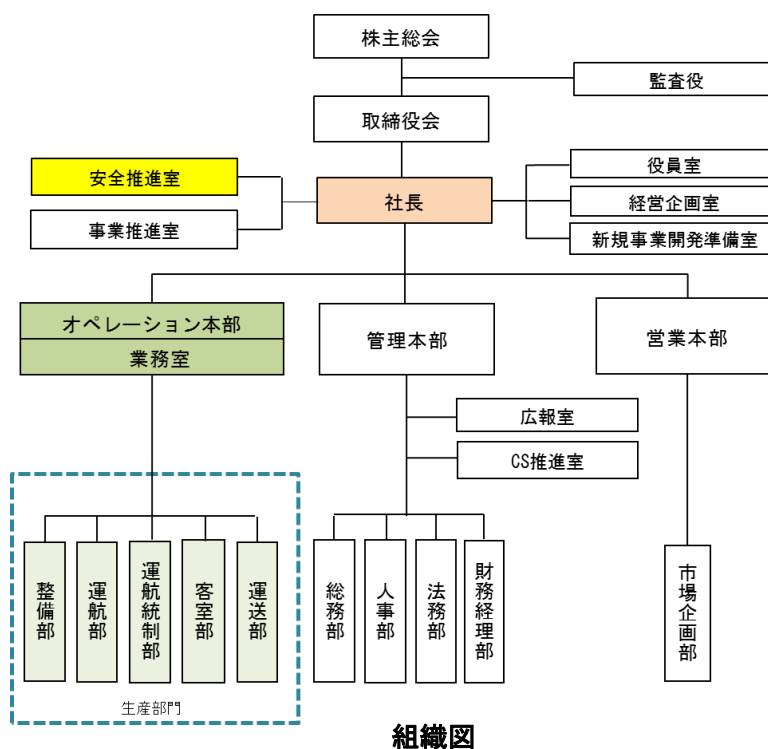 株主総会
監査役
取締役会
安全推進室
役員室
社長
経営企画室
事業推進室
新規事業開発準備室
オペレーション本部
業務室
管理本部
営業本部
広報室
CS推進室
整備部
運航部
運航統制部
客室部
運送部
総務部
人事部
法務部
財務経理部
市場企画部
生産部門
組織図